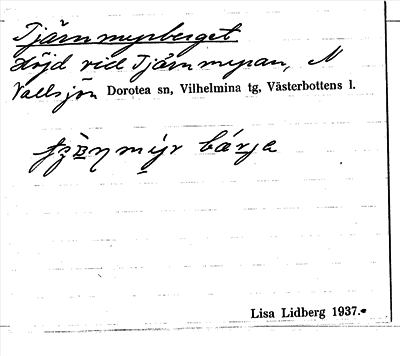 Tjärnmyrberget
Höjd vid Tjärnmyran, N
Vallsjön Dorotea sn, Vilhelmina tg, Västerbottens l.
Lisa Lidberg 1937.